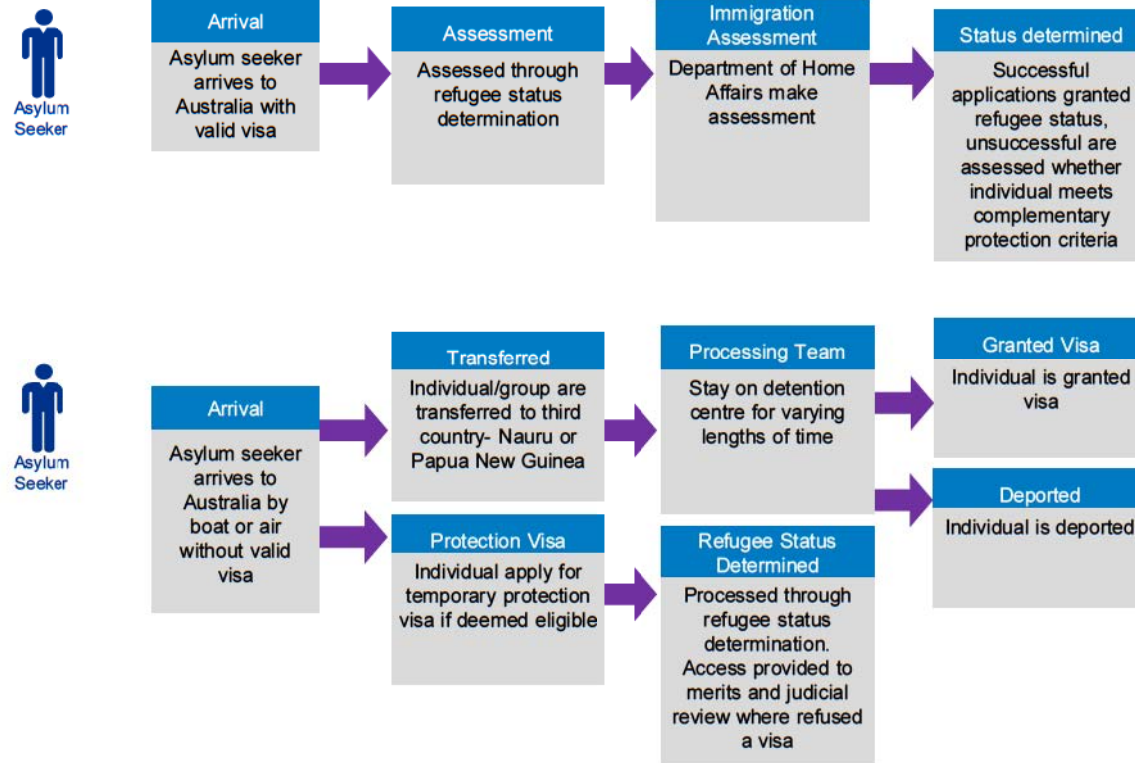 Asylum
Seeker
Arrival
Asylum seeker
arrives to
Australia with
valid visa
Assessment
Assessed through
refugee status
determination
Immigration
Assessment
Department of Home
Affairs make
assessment
Status determined
Successful
applications granted
refugee status,
unsuccessful are
assessed whether
individual meets
complementary
protection criteria
Asylum
Seeker
Arrival
Asylum seeker
arrives to
Australia by
boat or air
without valid
visa
Transferred
Individual/group are
transferred to third
country- Nauru or
Papua New Guinea
Processing Team
Stay on detention
centre for varying
lengths of time
Granted Visa
Individual is granted
visa
Deported
Individual is deported
Protection Visa
Individual apply for
temporary protection
visa if deemed eligible
Refugee Status
Determined
Processed through
refugee status
determination.
Access provided to
merits and judicial
review where refused
a visa